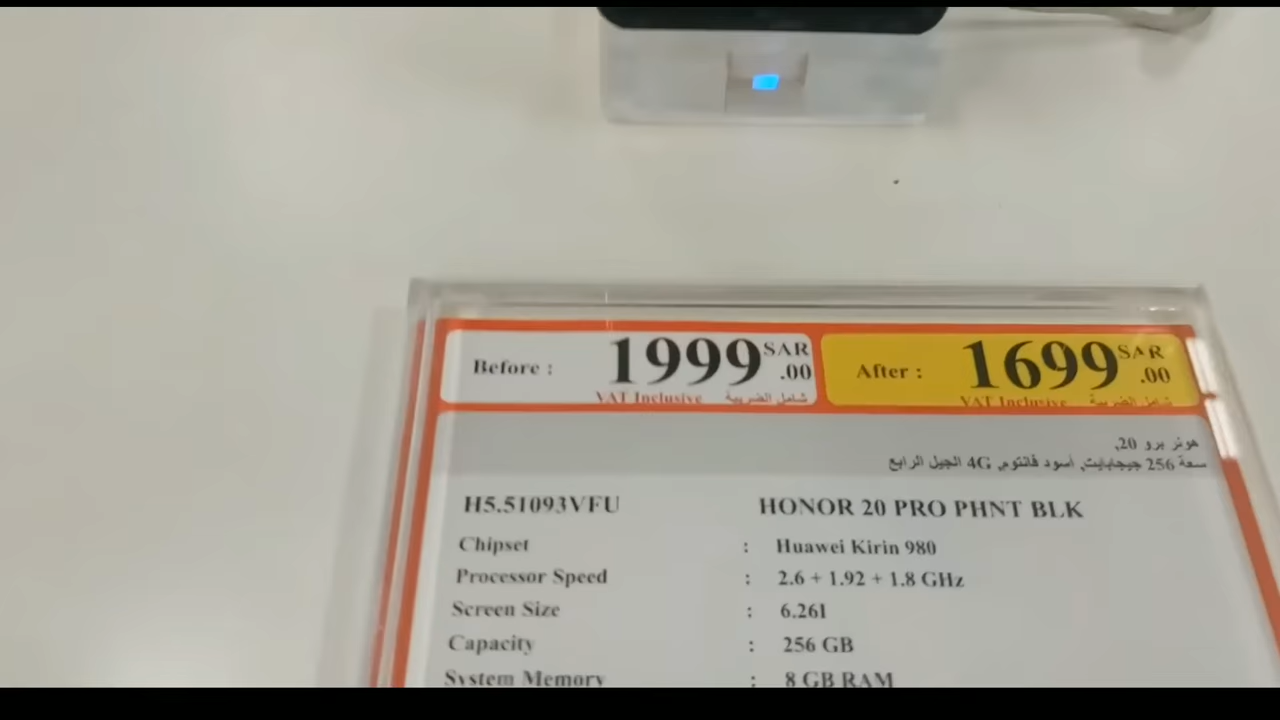 Before : 1999 SAR .00
VAT Inclusive شامل الضريبة
After : 1699 SAR .00
VAT Inclusive شامل الضريبة
هونر برو 20,
سعة 256 جيجابايت, أسود فانتوم, 4G الجيل الرابع
H5.51093VFU HONOR 20 PRO PHNT BLK
Chipset : Huawei Kirin 980
Processor Speed : 2.6 + 1.92 + 1.8 GHz
Screen Size : 6.26I
Capacity : 256 GB
System Memory : 8 GB RAM